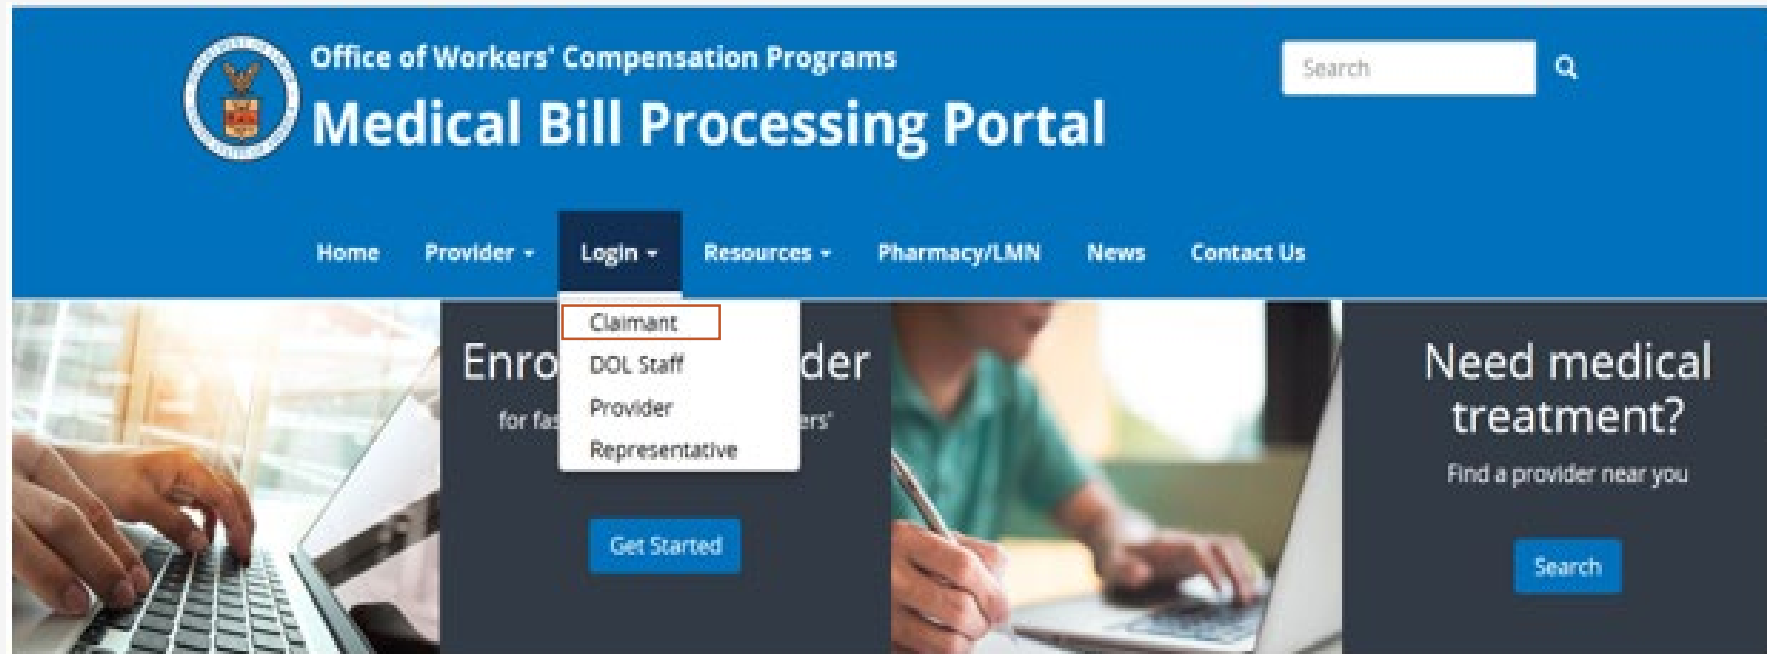 Office of Workers' Compensation Programs
Medical Bill Processing Portal
Search
Home Provider Login Resources Pharmacy/LMN News Contact Us
Claimant
DOL Staff
Provider
Representative
Enro der
for fas ers'
Get Started
Need medical
treatment?
Find a provider near you
Search